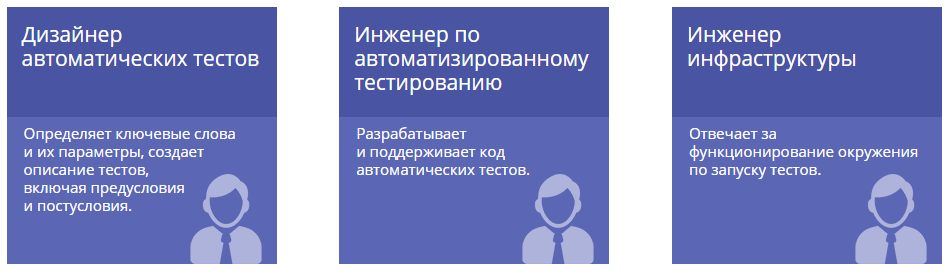 Дизайнер
автоматических тестов
Определяет ключевые слова
и их параметры, создает
описание тестов,
включая предусловия
и постусловия.
Инженер по
автоматизированному
тестированию
Разрабатывает
и поддерживает код
автоматических тестов.
Инженер
инфраструктуры
Отвечает за
функционирование окружения
по запуску тестов.